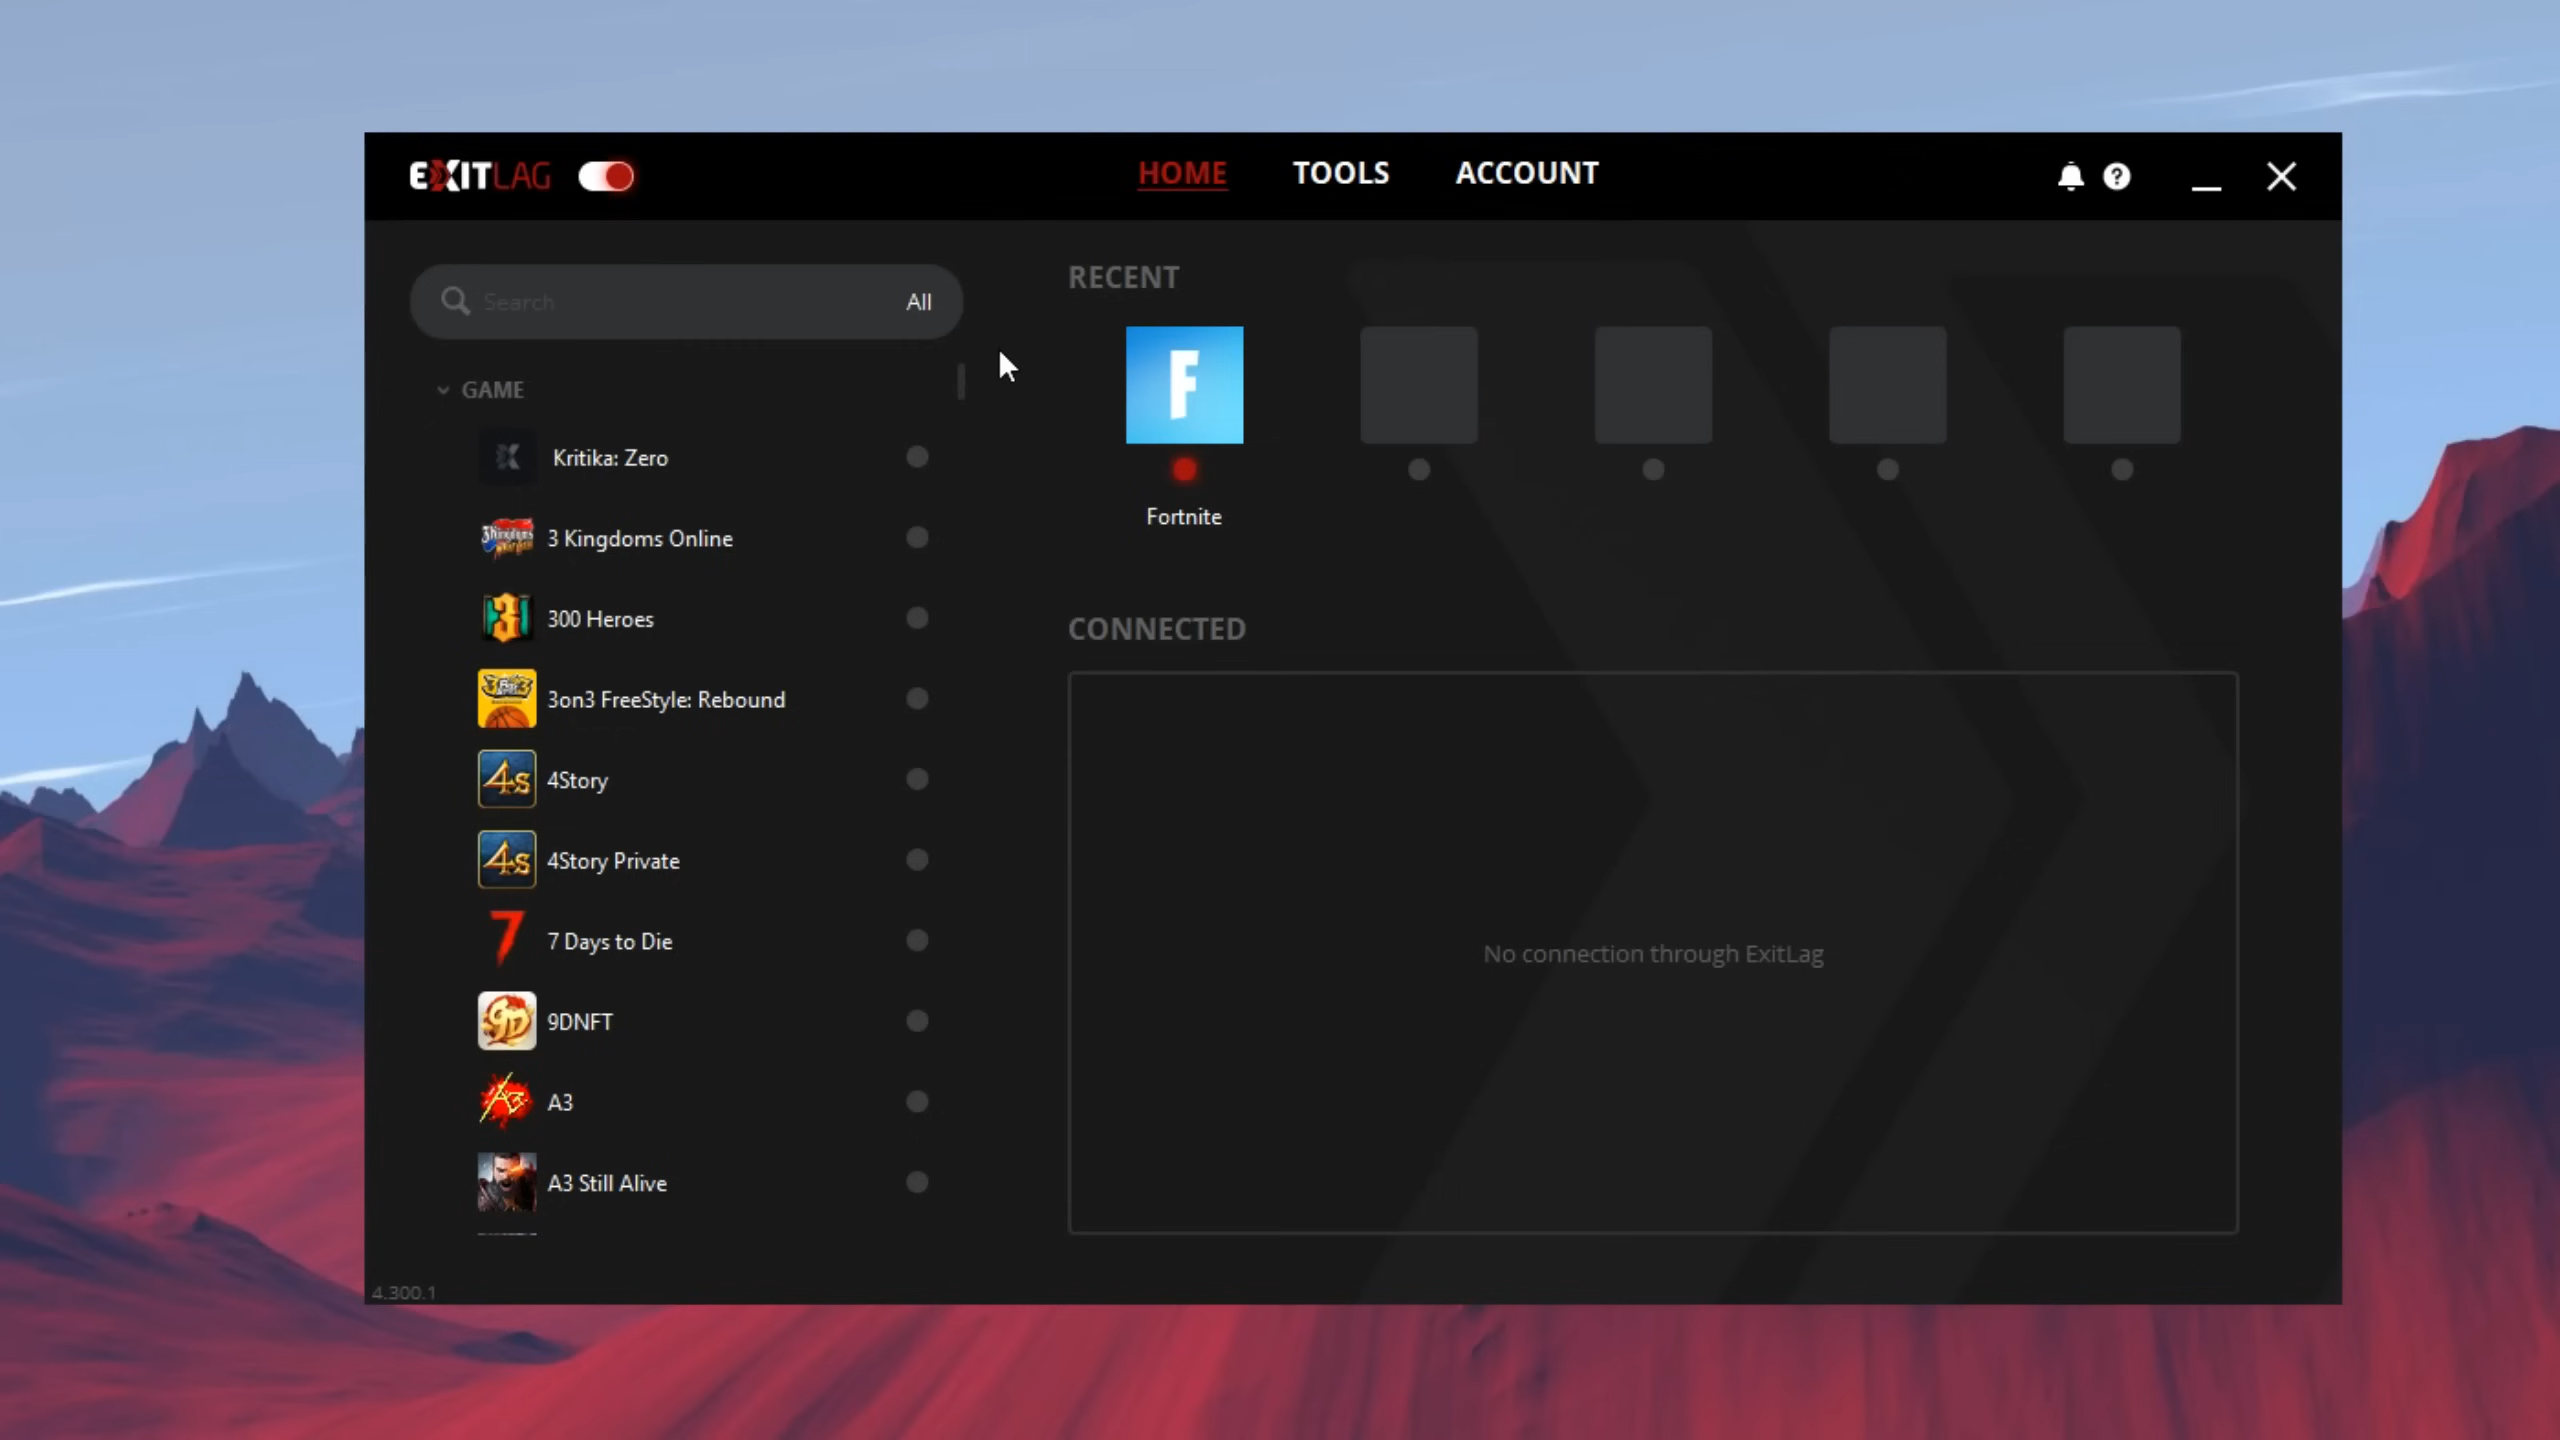 EXITLAG
HOME
TOOLS
ACCOUNT
Search
All
GAME
Kritika: Zero
3 Kingdoms Online
300 Heroes
3on3 FreeStyle: Rebound
4Story
4Story Private
7 Days to Die
9DNFT
A3
A3 Still Alive
4.300.1
RECENT
F
Fortnite
CONNECTED
No connection through ExitLag